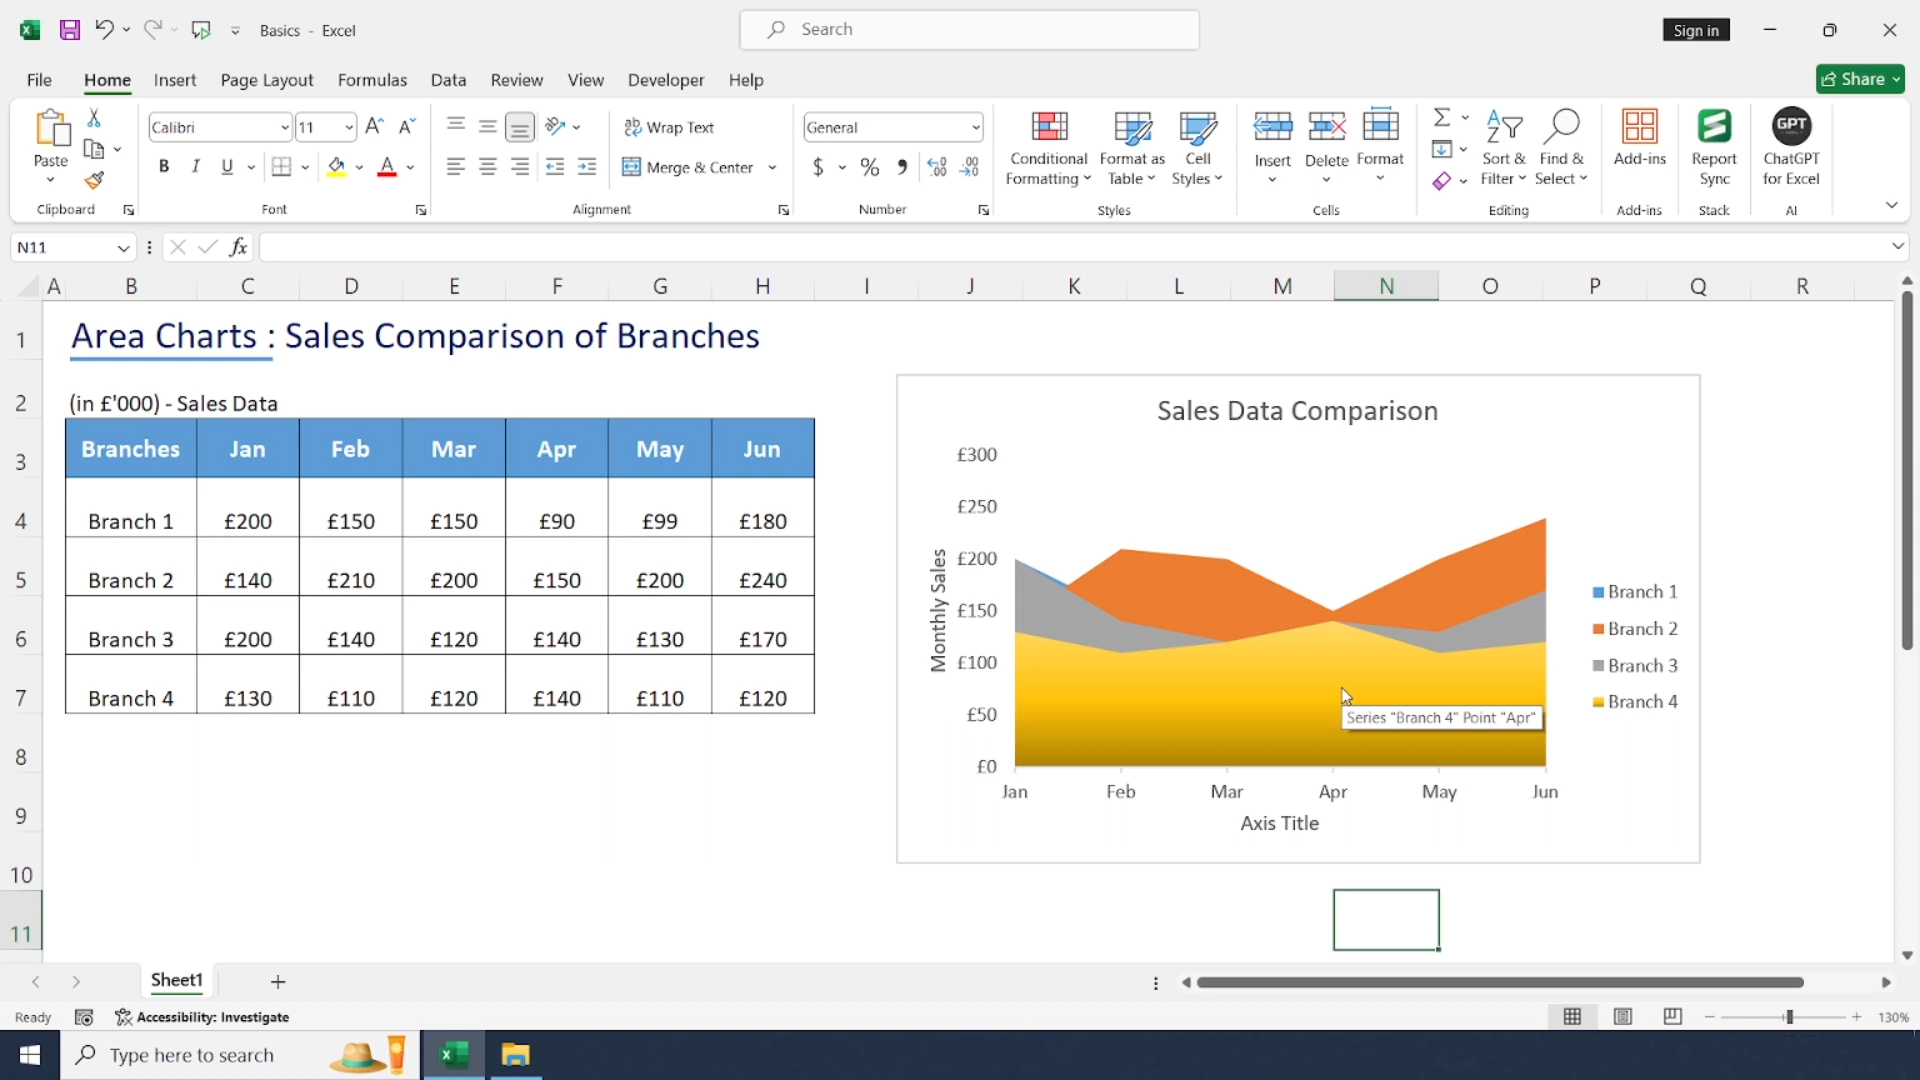 Basics - Excel
Search
Sign in
File Home Insert Page Layout Formulas Data Review View Developer Help
Share
Paste
Clipboard
Calibri 11
B I U
Font
Wrap Text
Merge & Center
Alignment
General
$ % ,
Number
Conditional Formatting
Format as Table
Cell Styles
Styles
Insert
Delete
Format
Cells
Sort & Filter
Find & Select
Editing
Add-ins
Add-ins
Report Sync
Stack
GPT
ChatGPT for Excel
AI
N11
fx
A B C D E F G H I J K L M N O P Q R
1 Area Charts : Sales Comparison of Branches
2 (in £'000) - Sales Data
3 Branches Jan Feb Mar Apr May Jun
4 Branch 1 £200 £150 £150 £90 £99 £180
5 Branch 2 £140 £210 £200 £150 £200 £240
6 Branch 3 £200 £140 £120 £140 £130 £170
7 Branch 4 £130 £110 £120 £140 £110 £120
8
9
10
11
Sales Data Comparison
Monthly Sales
£300
£250
£200
£150
£100
£50
£0
Jan Feb Mar Apr May Jun
Axis Title
Branch 1
Branch 2
Branch 3
Branch 4
Series "Branch 4" Point "Apr"
Sheet1
Ready
Accessibility: Investigate
130%
Type here to search